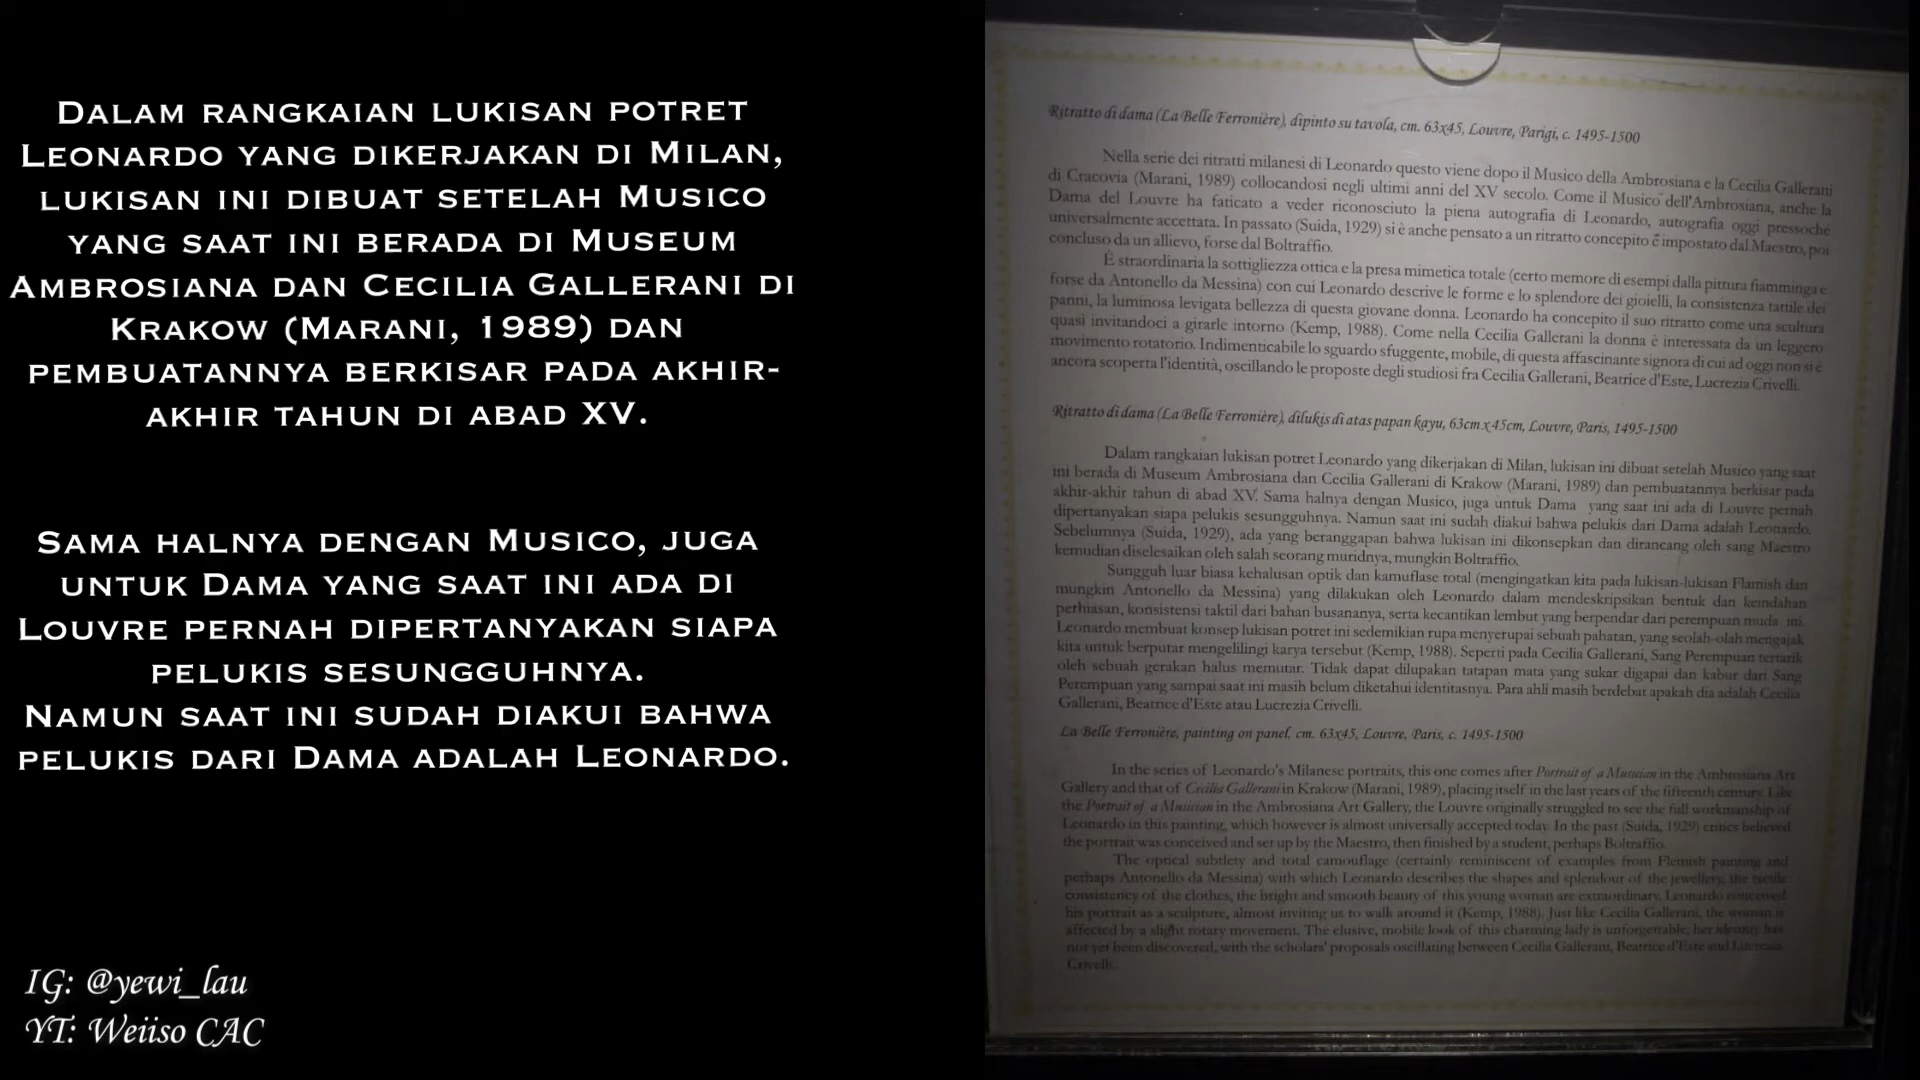 Dalam rangkaian lukisan potret
Leonardo yang dikerjakan di Milan,
lukisan ini dibuat setelah Musico
yang saat ini berada di Museum
Ambrosiana dan Cecilia Gallerani di
Krakow (Marani, 1989) dan
pembuatannya berkisar pada akhir-
akhir tahun di abad XV.
Sama halnya dengan Musico, juga
untuk Dama yang saat ini ada di
Louvre pernah dipertanyakan siapa
pelukis sesungguhnya.
Namun saat ini sudah diakui bahwa
pelukis dari Dama adalah Leonardo.
IG: @yewi_lau
YT: Weiiso CAC
Ritratto di dama (La Belle Ferronière), dipinto su tavola, cm. 63x45, Louvre, Parigi, c. 1495-1500
Nella serie dei ritratti milanesi di Leonardo questo viene dopo il Musico della Ambrosiana e la Cecilia Gallerani
di Cracovia (Marani, 1989) collocandosi negli ultimi anni del XV secolo. Come il Musico dell'Ambrosiana, anche la
Dama del Louvre ha faticato a veder riconosciuto la piena autografia di Leonardo, autografia oggi pressochè
universalmente accettata. In passato (Suida, 1929) si è anche pensato a un ritratto concepito e impostato dal Maestro, poi
concluso da un allievo, forse dal Boltraffio.
È straordinaria la sottigliezza ottica e la presa mimetica totale (certo memore di esempi dalla pittura fiamminga e
forse da Antonello da Messina) con cui Leonardo descrive le forme e lo splendore dei gioielli, la consistenza tattile dei
panni, la luminosa levigata bellezza di questa giovane donna. Leonardo ha concepito il suo ritratto come una scultura
quasi invitandoci a girarle intorno (Kemp, 1988). Come nella Cecilia Gallerani la donna è interessata da un leggero
movimento rotatorio. Indimenticabile lo sguardo sfuggente, mobile, di questa affascinante signora di cui ad oggi non si è
ancora scoperta l'identità, oscillando le proposte degli studiosi fra Cecilia Gallerani, Beatrice d'Este, Lucrezia Crivelli.
Ritratto di dama (La Belle Ferronière), dilukis di atas papan kayu, 63cm x 45cm, Louvre, Paris, 1495-1500
Dalam rangkaian lukisan potret Leonardo yang dikerjakan di Milan, lukisan ini dibuat setelah Musico yang saat
ini berada di Museum Ambrosiana dan Cecilia Gallerani di Krakow (Marani, 1989) dan pembuatannya berkisar pada
akhir-akhir tahun di abad XV. Sama halnya dengan Musico, juga untuk Dama yang saat ini ada di Louvre pernah
dipertanyakan siapa pelukis sesungguhnya. Namun saat ini sudah diakui bahwa pelukis dari Dama adalah Leonardo.
Sebelumnya (Suida, 1929), ada yang beranggapan bahwa lukisan ini dikonsepkan dan dirancang oleh sang Maestro
kemudian diselesaikan oleh salah seorang muridnya, mungkin Boltraffio.
Sungguh luar biasa kehalusan optik dan kamuflase total (mengingatkan kita pada lukisan-lukisan Flamish dan
mungkin Antonello da Messina) yang dilakukan oleh Leonardo dalam mendeskripsikan bentuk dan keindahan
perhiasan, konsistensi taktil dari bahan busananya, serta kecantikan lembut yang berpendar dari perempuan muda ini.
Leonardo membuat konsep lukisan potret ini sedemikian rupa menyerupai sebuah pahatan, yang seolah-olah mengajak
kita untuk berputar mengelilingi karya tersebut (Kemp, 1988). Seperti pada Cecilia Gallerani, Sang Perempuan tertarik
oleh sebuah gerakan halus memutar. Tidak dapat dilupakan tatapan mata yang sukar digapai dan kabur dari Sang
Perempuan yang sampai saat ini masih belum diketahui identitasnya. Para ahli masih berdebat apakah dia adalah Cecilia
Gallerani, Beatrice d'Este atau Lucrezia Crivelli.
La Belle Ferronière, painting on panel, cm. 63x45, Louvre, Paris, c. 1495-1500
In the series of Leonardo's Milanese portraits, this one comes after Portrait of a Musician in the Ambrosiana Art
Gallery and that of Cecilia Gallerani in Krakow (Marani, 1989), placing itself in the last years of the fifteenth century. Like
the Portrait of a Musician in the Ambrosiana Art Gallery, the Louvre originally struggled to see the full workmanship of
Leonardo in this painting, which however is almost universally accepted today. In the past (Suida, 1929) critics believed
the portrait was conceived and set up by the Maestro, then finished by a student, perhaps Boltraffio.
The optical subtlety and total camouflage (certainly reminiscent of examples from Flemish painting and
perhaps Antonello da Messina) with which Leonardo describes the shapes and splendour of the jewellery, the tactile
consistency of the clothes, the bright and smooth beauty of this young woman are extraordinary. Leonardo conceived
his portrait as a sculpture, almost inviting us to walk around it (Kemp, 1988). Just like Cecilia Gallerani, the woman is
affected by a slight rotary movement. The elusive, mobile look of this charming lady is unforgettable; her identity has
not yet been discovered, with the scholars' proposals oscillating between Cecilia Gallerani, Beatrice d'Este and Lucrezia
Crivelli.